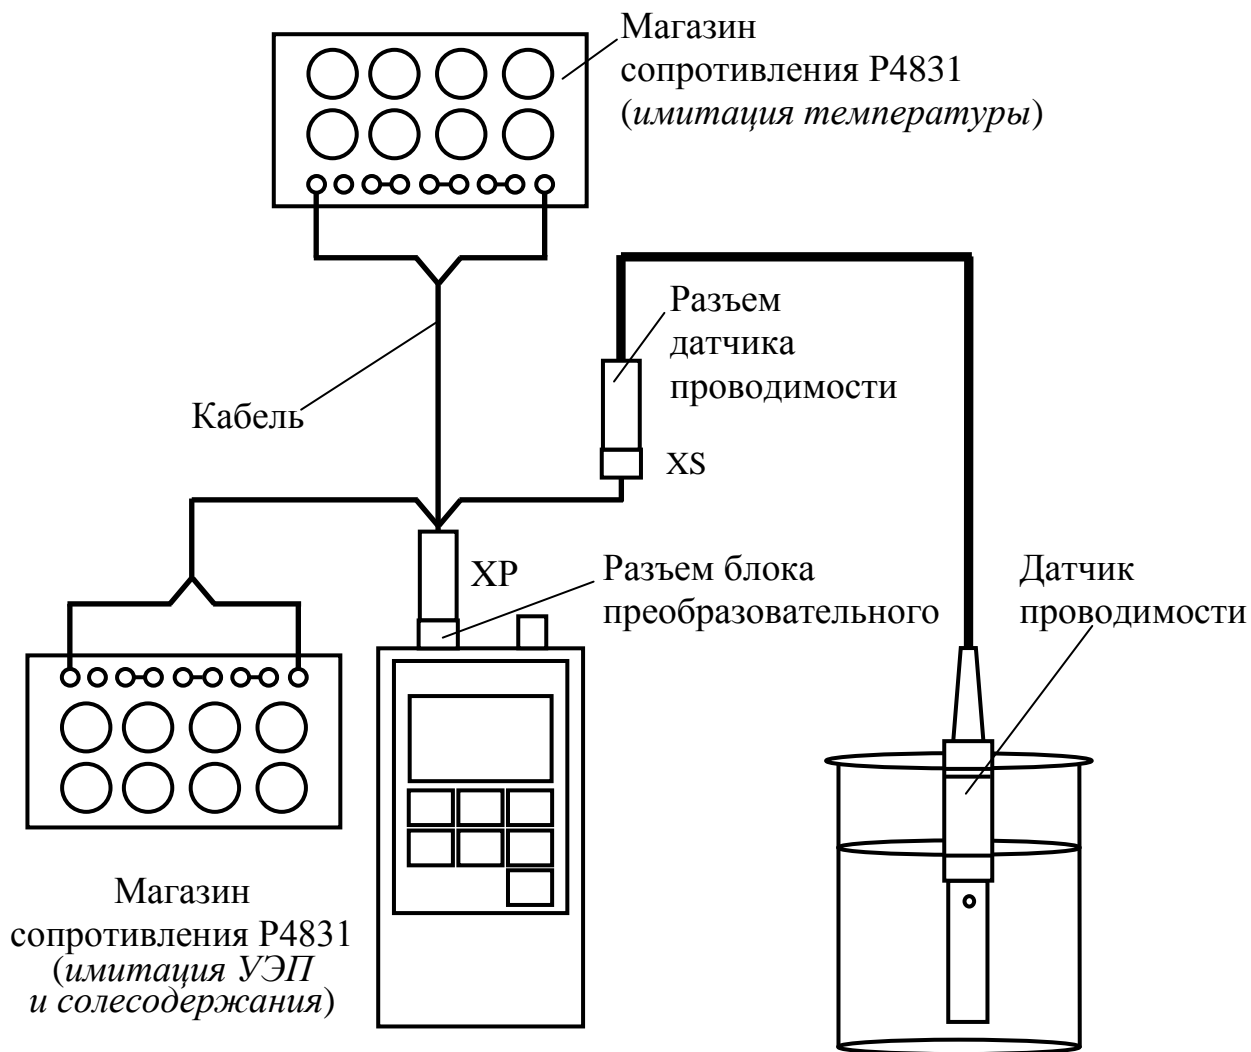 Магазин
сопротивления Р4831
(имитация температуры)
Разъем
датчика
проводимости
Кабель
XS
XP
Разъем блока
преобразовательного
Датчик
проводимости
Магазин
сопротивления Р4831
(имитация УЭП
и солесодержания)